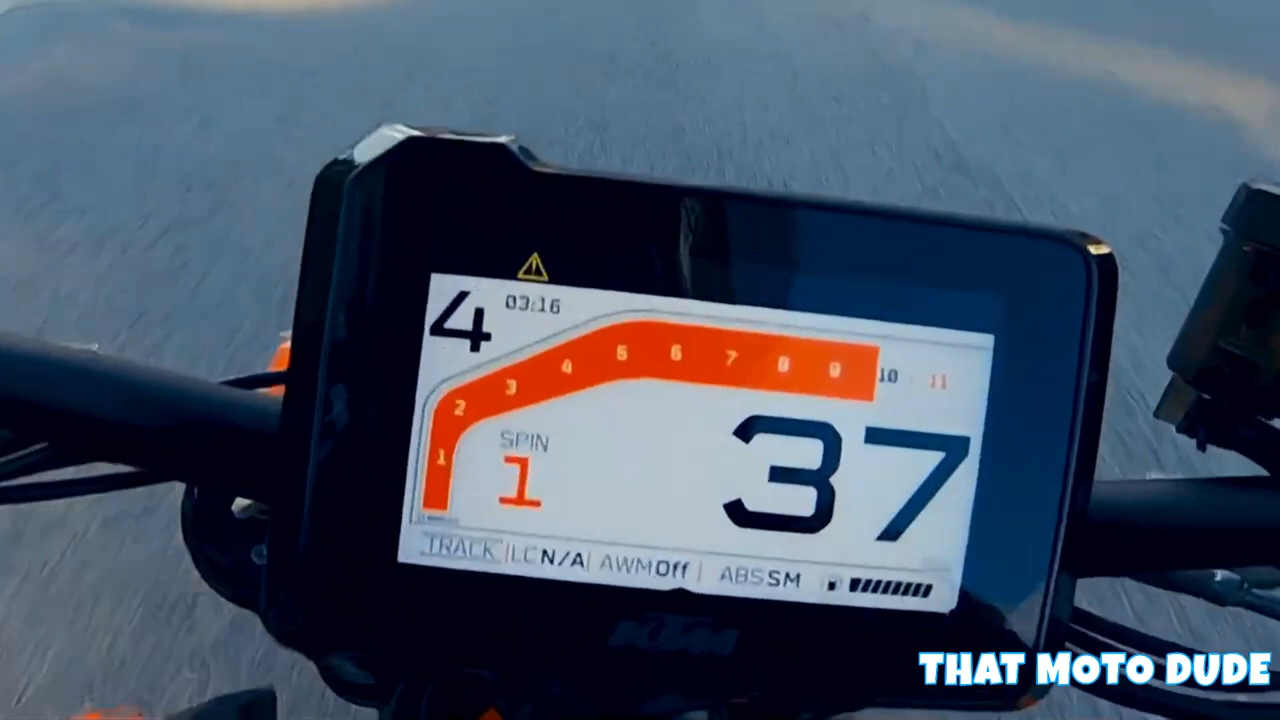 4 03:16
1 2 3 4 5 6 7 8 9 10 11
SPIN
1
37
TRACK LC N/A AWM Off ABS SM
KTM
THAT MOTO DUDE